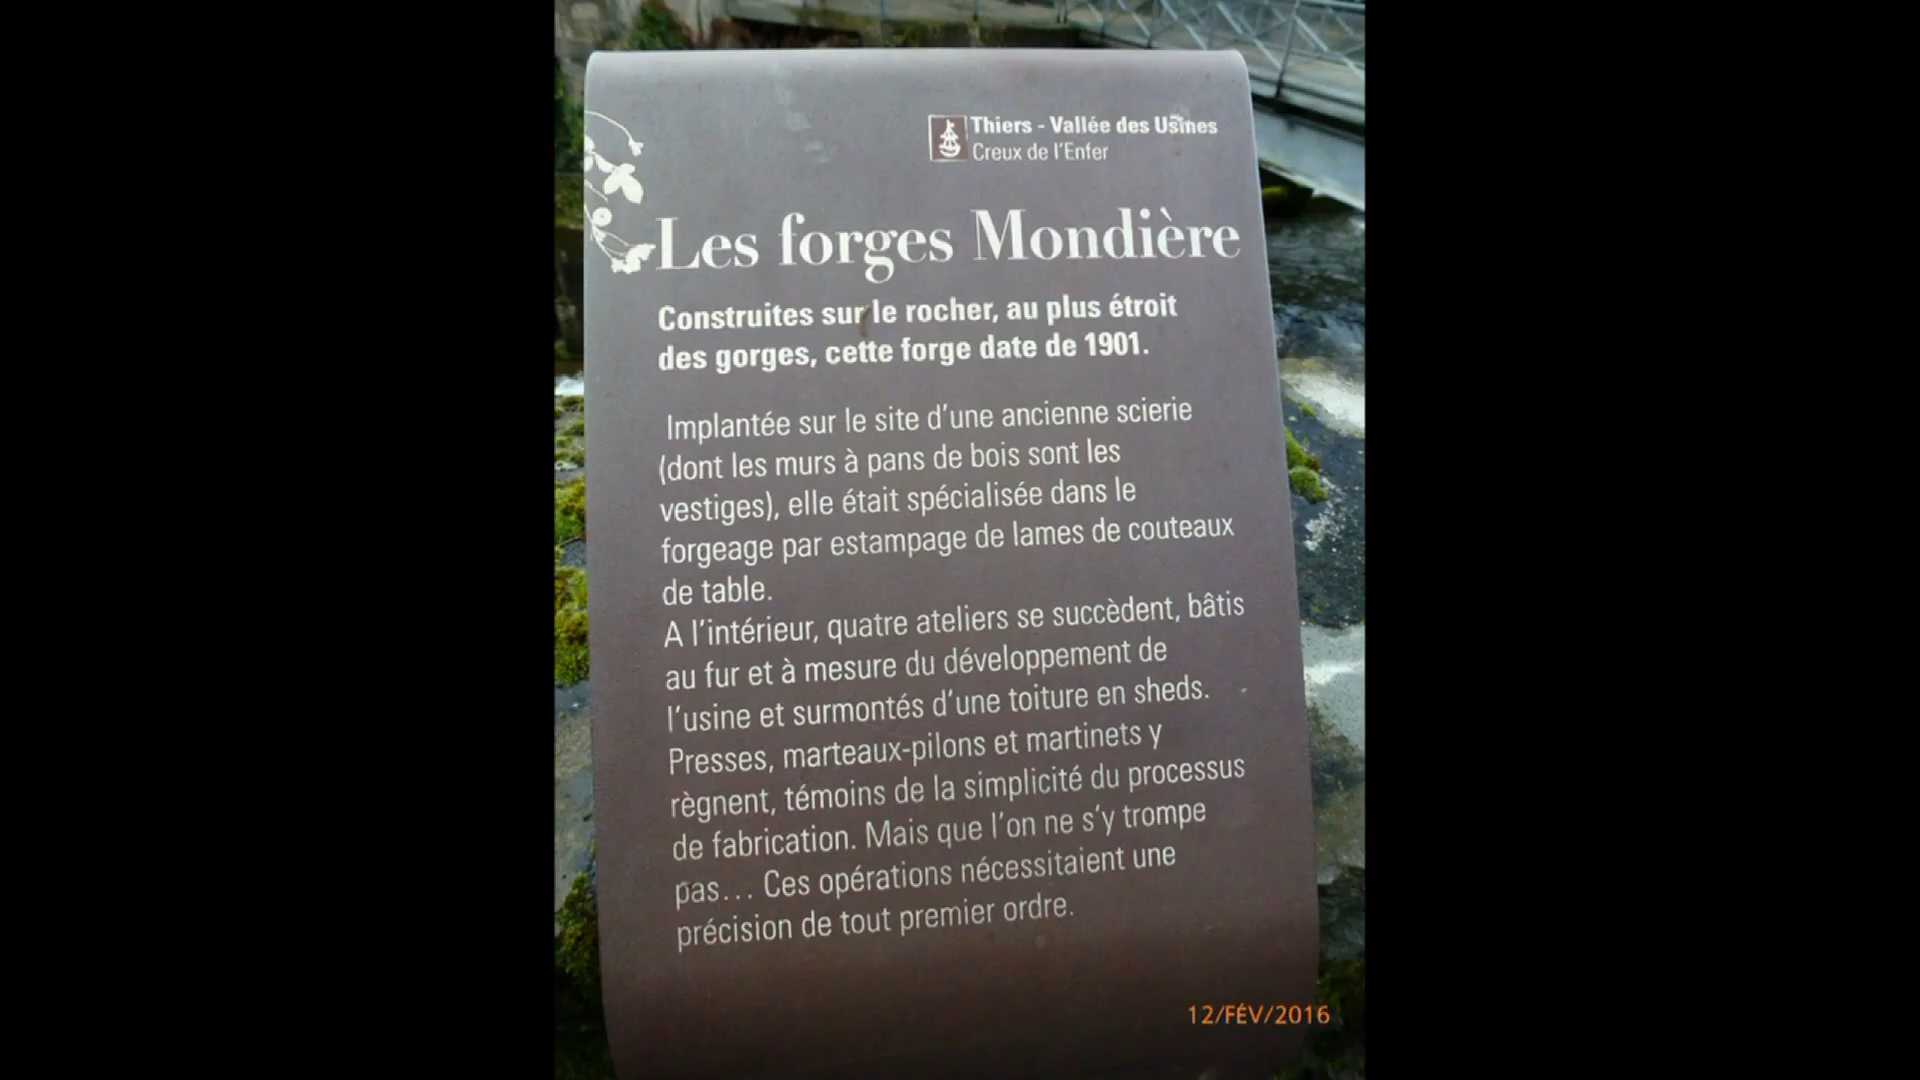 Thiers - Vallée des Usines
Creux de l'Enfer
Les forges Mondière
Construites sur le rocher, au plus étroit
des gorges, cette forge date de 1901.
Implantée sur le site d'une ancienne scierie
(dont les murs à pans de bois sont les
vestiges), elle était spécialisée dans le
forgeage par estampage de lames de couteaux
de table.
A l'intérieur, quatre ateliers se succèdent, bâtis
au fur et à mesure du développement de
l'usine et surmontés d'une toiture en sheds.
Presses, marteaux-pilons et martinets y
règnent, témoins de la simplicité du processus
de fabrication. Mais que l'on ne s'y trompe
pas... Ces opérations nécessitaient une
précision de tout premier ordre.
12/FÉV/2016